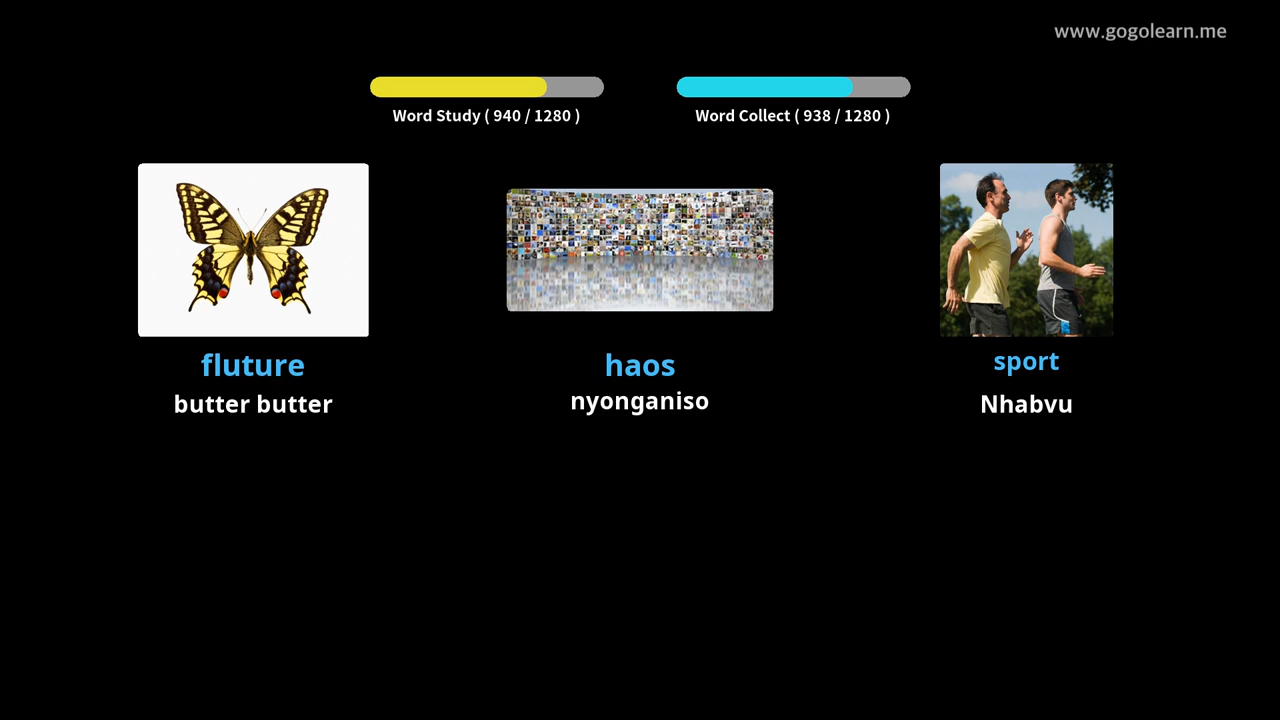 www.gogolearn.me
Word Study ( 940 / 1280 )
Word Collect ( 938 / 1280 )
fluture
haos
sport
butter butter
nyonganiso
Nhabvu